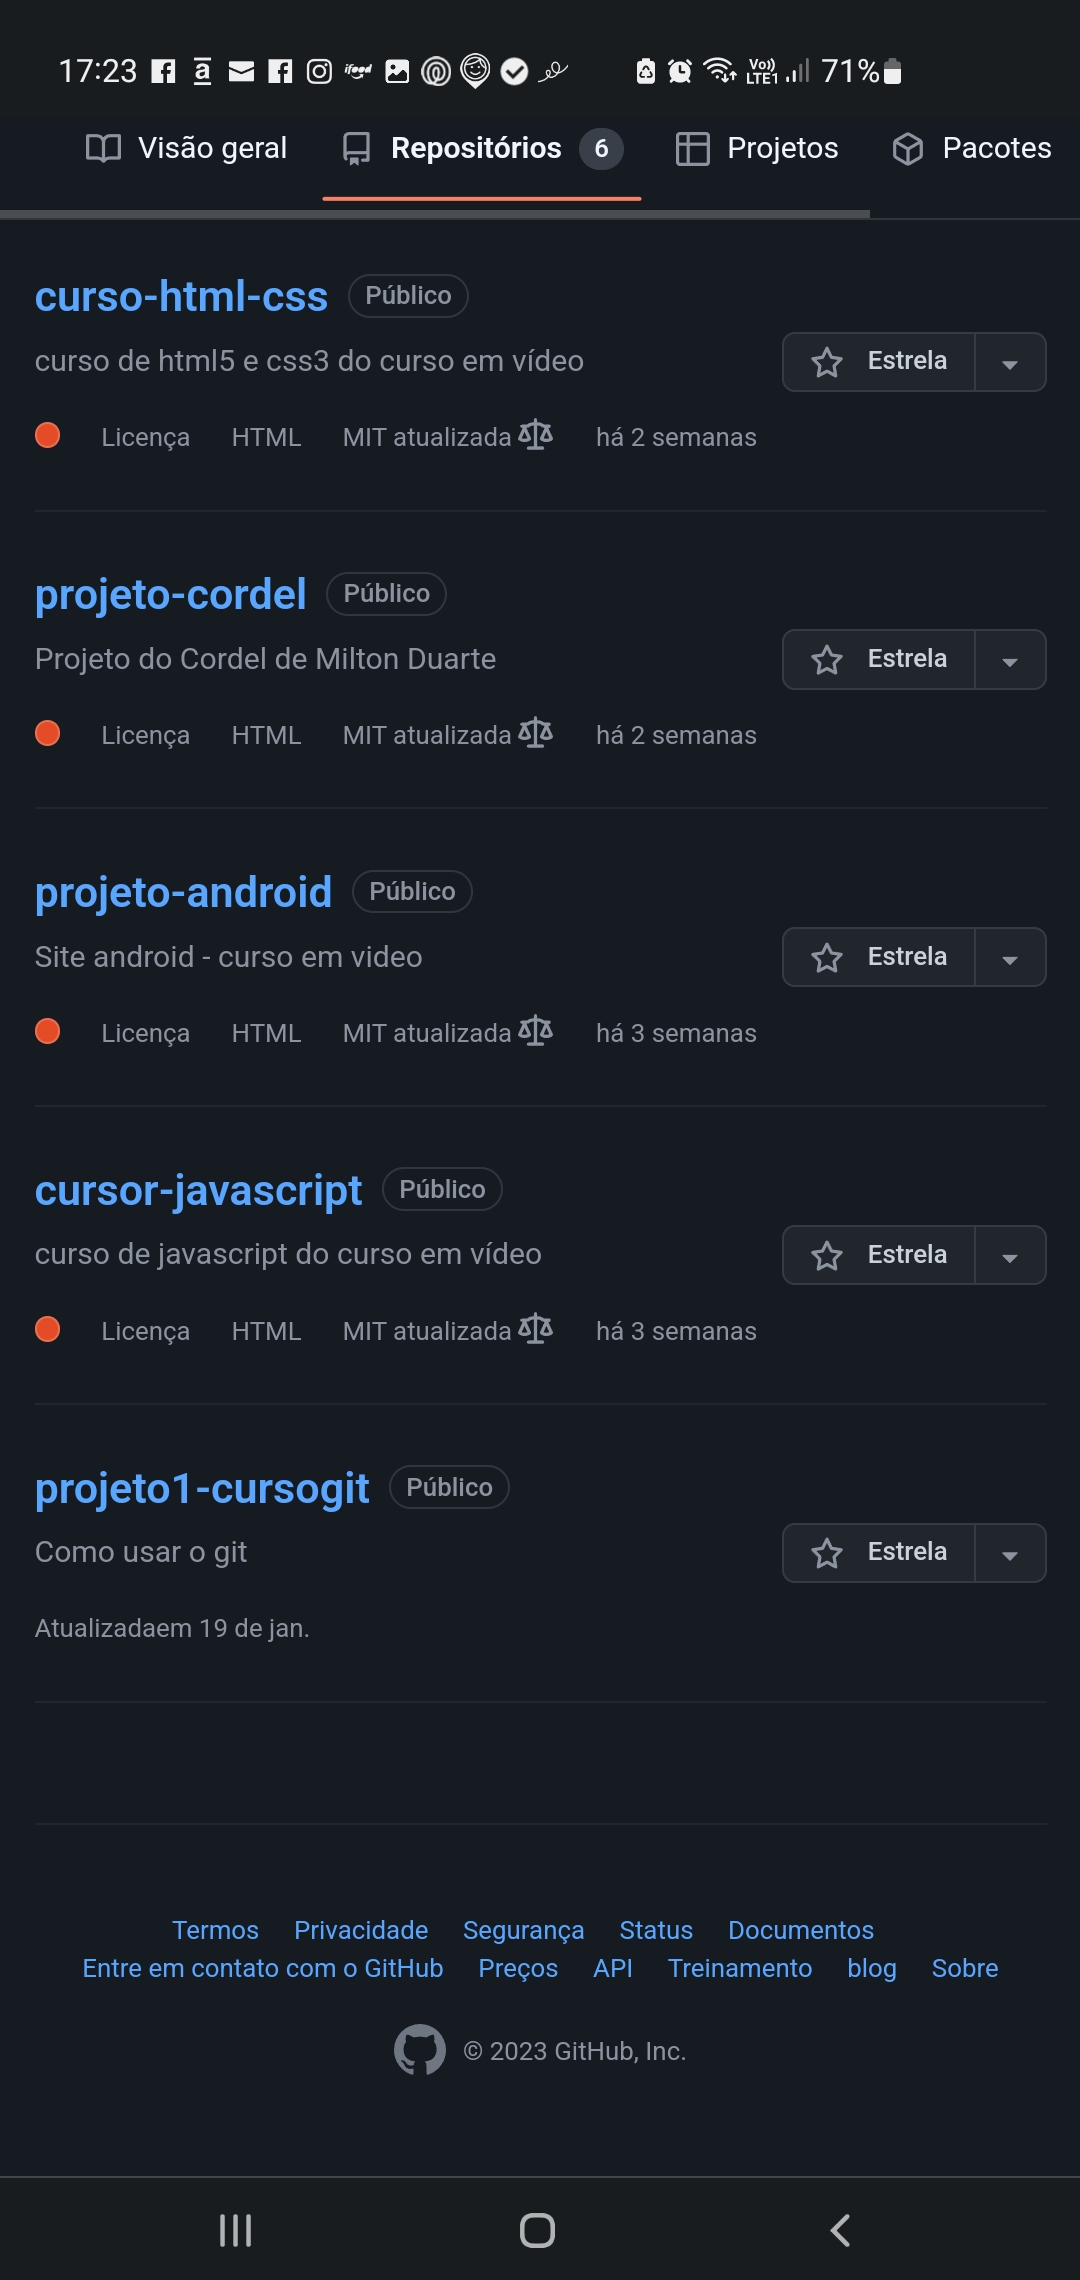 17:23 ifood Vo)) LTE1 71%
Visão geral Repositórios 6 Projetos Pacotes
curso-html-css Público
curso de html5 e css3 do curso em vídeo Estrela
Licença HTML MIT atualizada há 2 semanas
projeto-cordel Público
Projeto do Cordel de Milton Duarte Estrela
Licença HTML MIT atualizada há 2 semanas
projeto-android Público
Site android - curso em video Estrela
Licença HTML MIT atualizada há 3 semanas
cursor-javascript Público
curso de javascript do curso em vídeo Estrela
Licença HTML MIT atualizada há 3 semanas
projeto1-cursogit Público
Como usar o git Estrela
Atualizadaem 19 de jan.
Termos Privacidade Segurança Status Documentos
Entre em contato com o GitHub Preços API Treinamento blog Sobre
© 2023 GitHub, Inc.